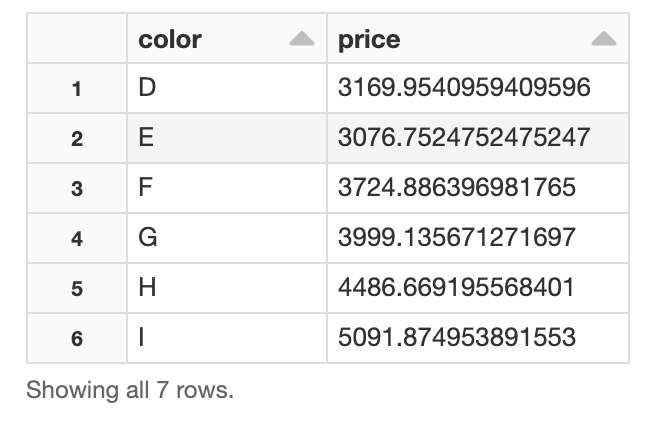 color price
1 D 3169.9540959409596
2 E 3076.7524752475247
3 F 3724.886396981765
4 G 3999.135671271697
5 H 4486.669195568401
6 I 5091.874953891553
Showing all 7 rows.